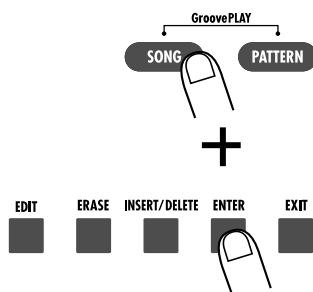 GroovePLAY
SONG PATTERN
+
EDIT ERASE INSERT/DELETE ENTER EXIT